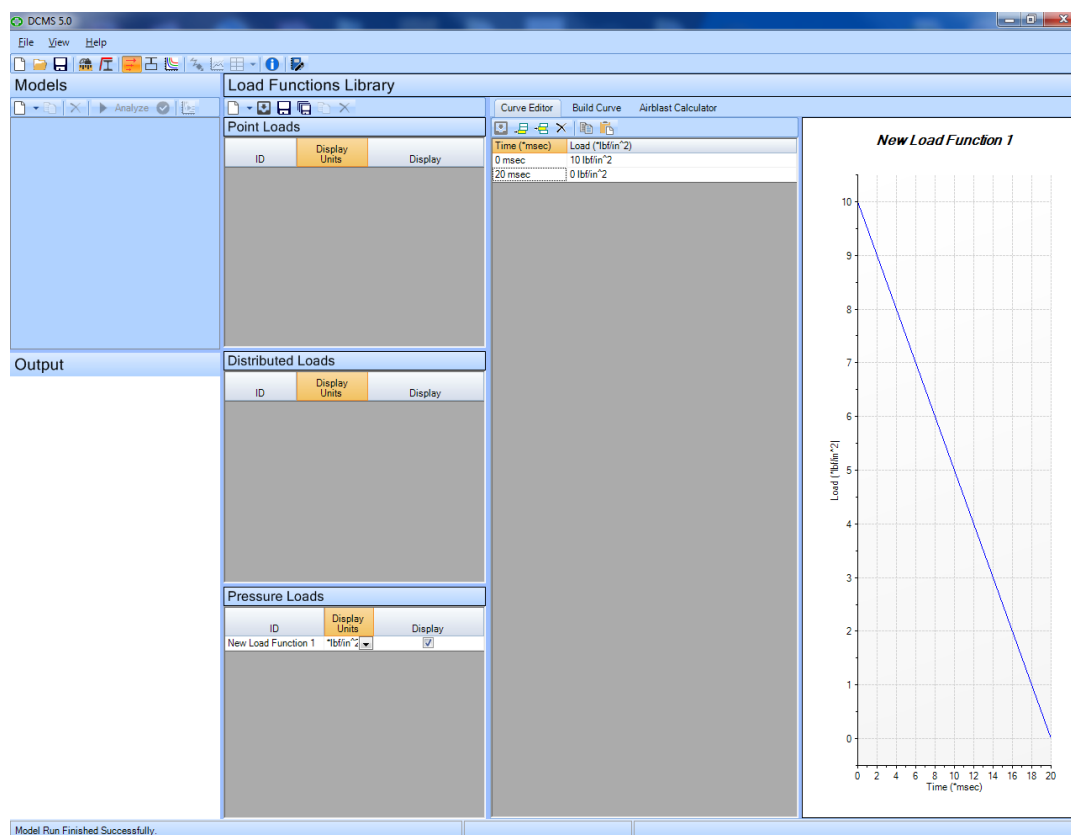 DCMS 5.0
File View Help
Models
Load Functions Library
Analyze
Curve Editor Build Curve Airblast Calculator
Point Loads
ID Display Units Display
Time (*msec) Load (*lbf/in^2)
0 msec 10 lbf/in^2
20 msec 0 lbf/in^2
New Load Function 1
10
9
8
7
6
5
4
3
2
1
0
Load (*lbf/in^2)
0 2 4 6 8 10 12 14 16 18 20
Time (*msec)
Output
Distributed Loads
ID Display Units Display
Pressure Loads
ID Display Units Display
New Load Function 1 *lbf/in^2
Model Run Finished Successfully.